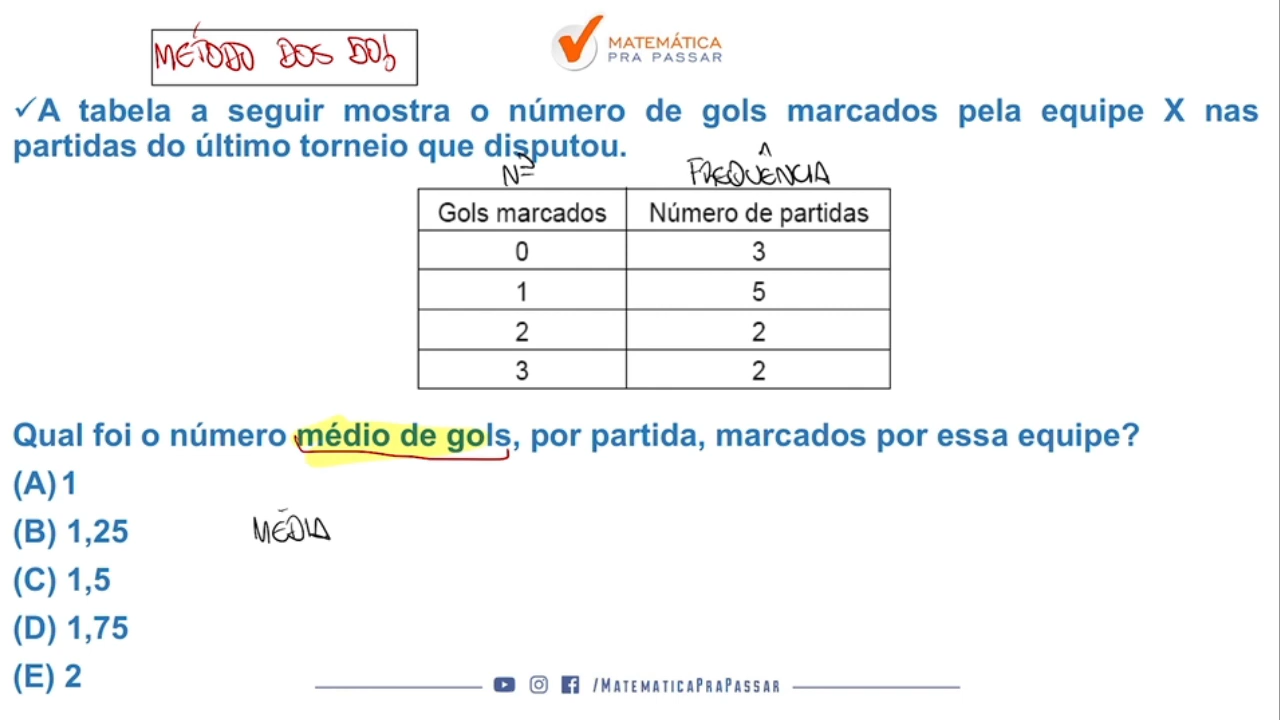 MÉTODO DOS DO!
MATEMÁTICA
PRA PASSAR
✓A tabela a seguir mostra o número de gols marcados pela equipe X nas
partidas do último torneio que disputou.
Nº FREQUÊNCIA
Gols marcados Número de partidas
0 3
1 5
2 2
3 2
Qual foi o número médio de gols, por partida, marcados por essa equipe?
(A) 1
(B) 1,25
MÉDIA
(C) 1,5
(D) 1,75
(E) 2
/MATEMATICAPRAPASSAR